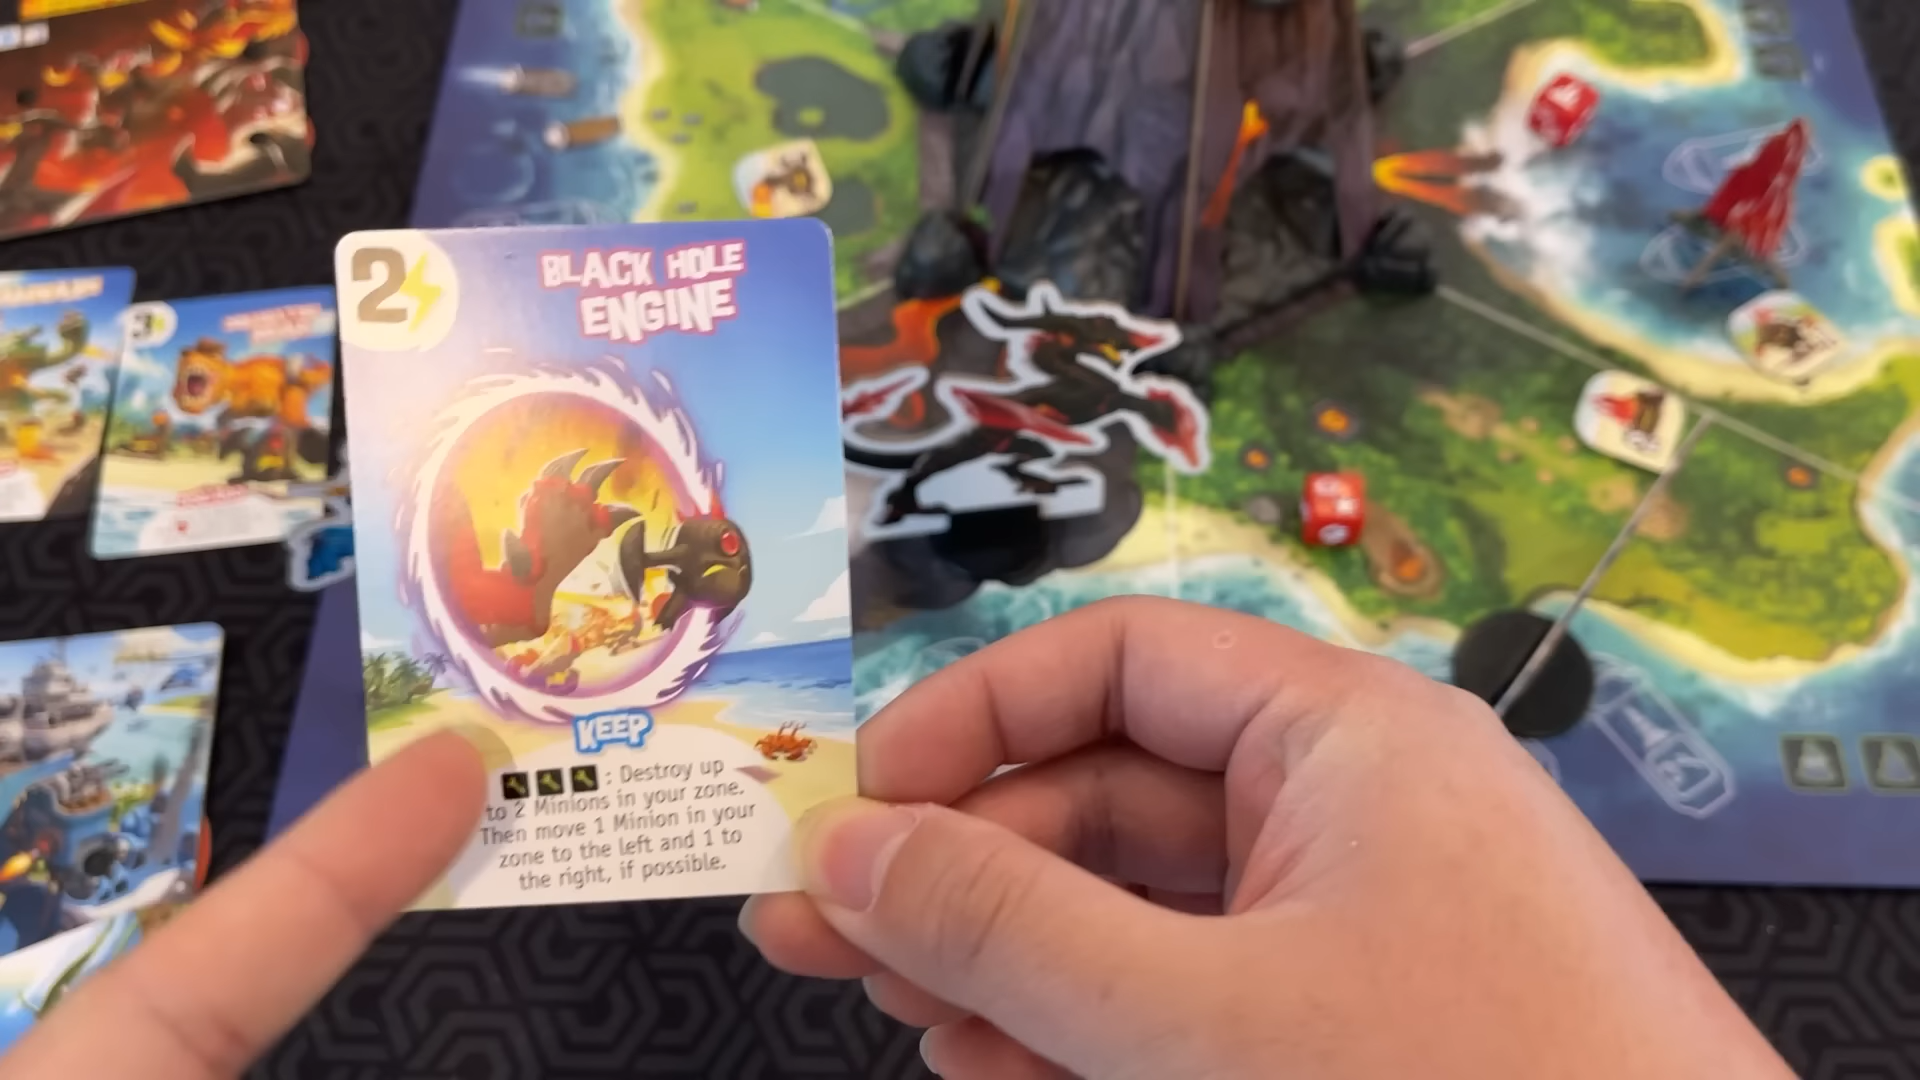 2
BLACK HOLE
ENGINE
3
KEEP
: Destroy up
to 2 Minions in your zone.
Then move 1 Minion in your
zone to the left and 1 to
the right, if possible.